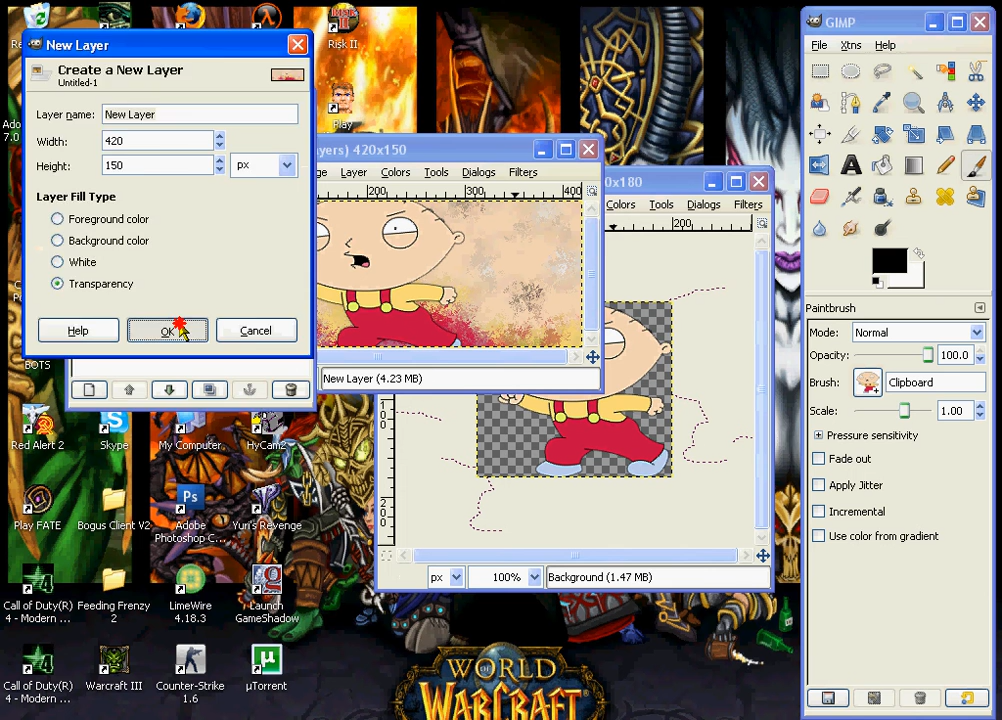 New Layer
Create a New Layer
Untitled-1
Layer name:
New Layer
Width:
420
Height:
150
px
Layer Fill Type
Foreground color
Background color
White
Transparency
Help
OK
Cancel
BOTS
7.0
Risk II
Play
ayers) 420x150
ge
Layer
Colors
Tools
Dialogs
Filters
200
300
400
New Layer (4.23 MB)
0x180
Colors
Tools
Dialogs
Filters
200
px
100%
Background (1.47 MB)
GIMP
File
Xtns
Help
Paintbrush
Mode:
Normal
Opacity:
100.0
Brush:
Clipboard
Scale:
1.00
Pressure sensitivity
Fade out
Apply Jitter
Incremental
Use color from gradient
Red Alert 2
Skype
My Computer
HyCam2
Play FATE
Bogus Client V2
Adobe
Photoshop C...
Yuri's Revenge
Call of Duty(R)
4 - Modern ...
Feeding Frenzy
2
LimeWire
4.18.3
Launch
GameShadow
Call of Duty(R)
4 - Modern ...
Warcraft III
Counter-Strike
1.6
µTorrent
WORLD
OF
WARCRAFT